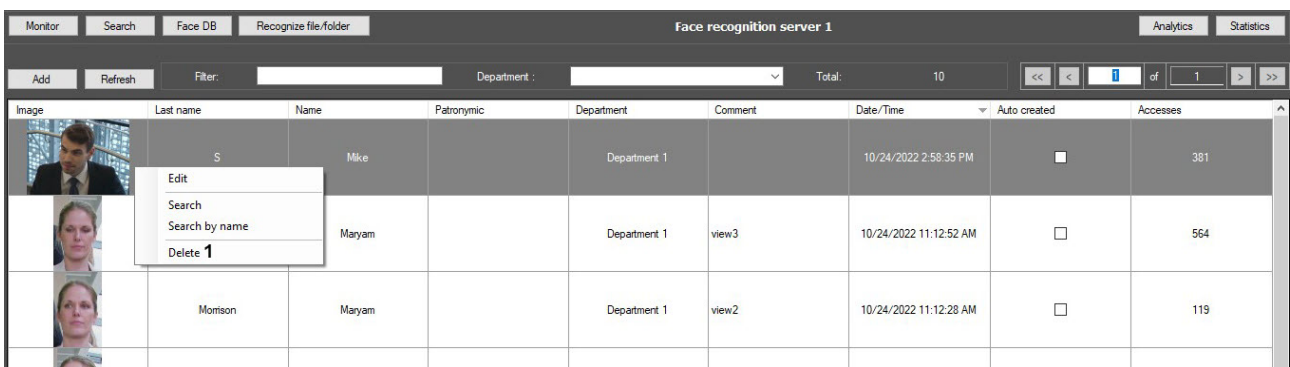 Monitor Search Face DB Recognize file/folder Face recognition server 1 Analytics Statistics
Add Refresh Filter: Department : Total: 10 << < 1 of 1 > >>
Image Last name Name Patronymic Department Comment Date/Time Auto created Accesses
S Mike Department 1 10/24/2022 2:58:35 PM 381
Edit
Search
Search by name
Delete 1
Maryam Department 1 view3 10/24/2022 11:12:52 AM 564
Morrison Maryam Department 1 view2 10/24/2022 11:12:28 AM 119